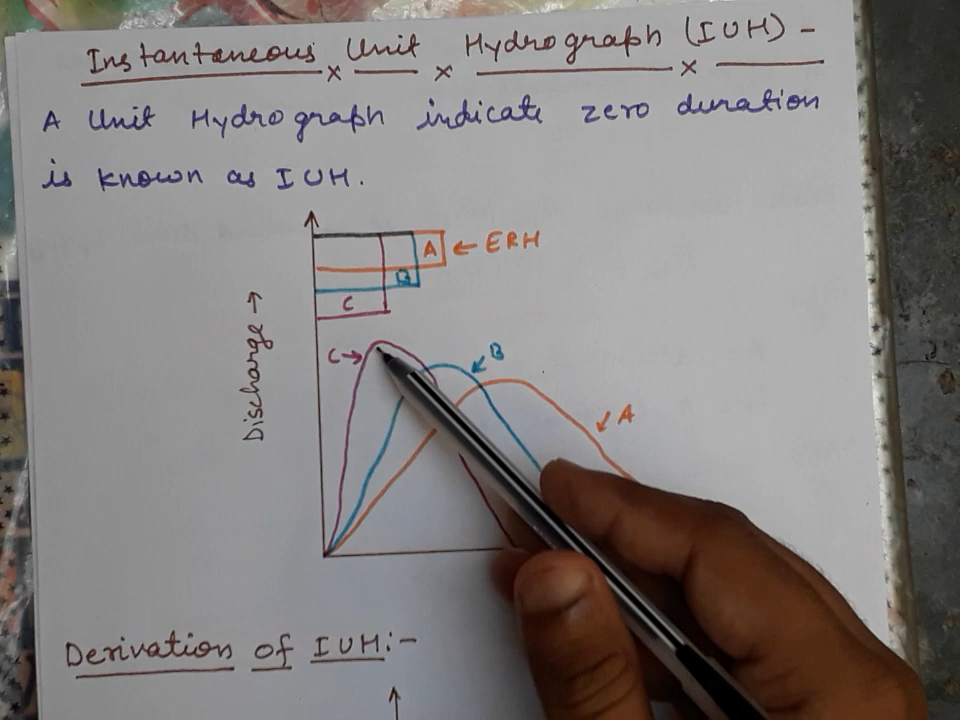 Instantaneous Unit Hydrograph (IUH) -
A Unit Hydrograph indicate zero duration
is known as IUH.
A ← ERH
B
C
Discharge →
C→
B
A
Derivation of IUH:-